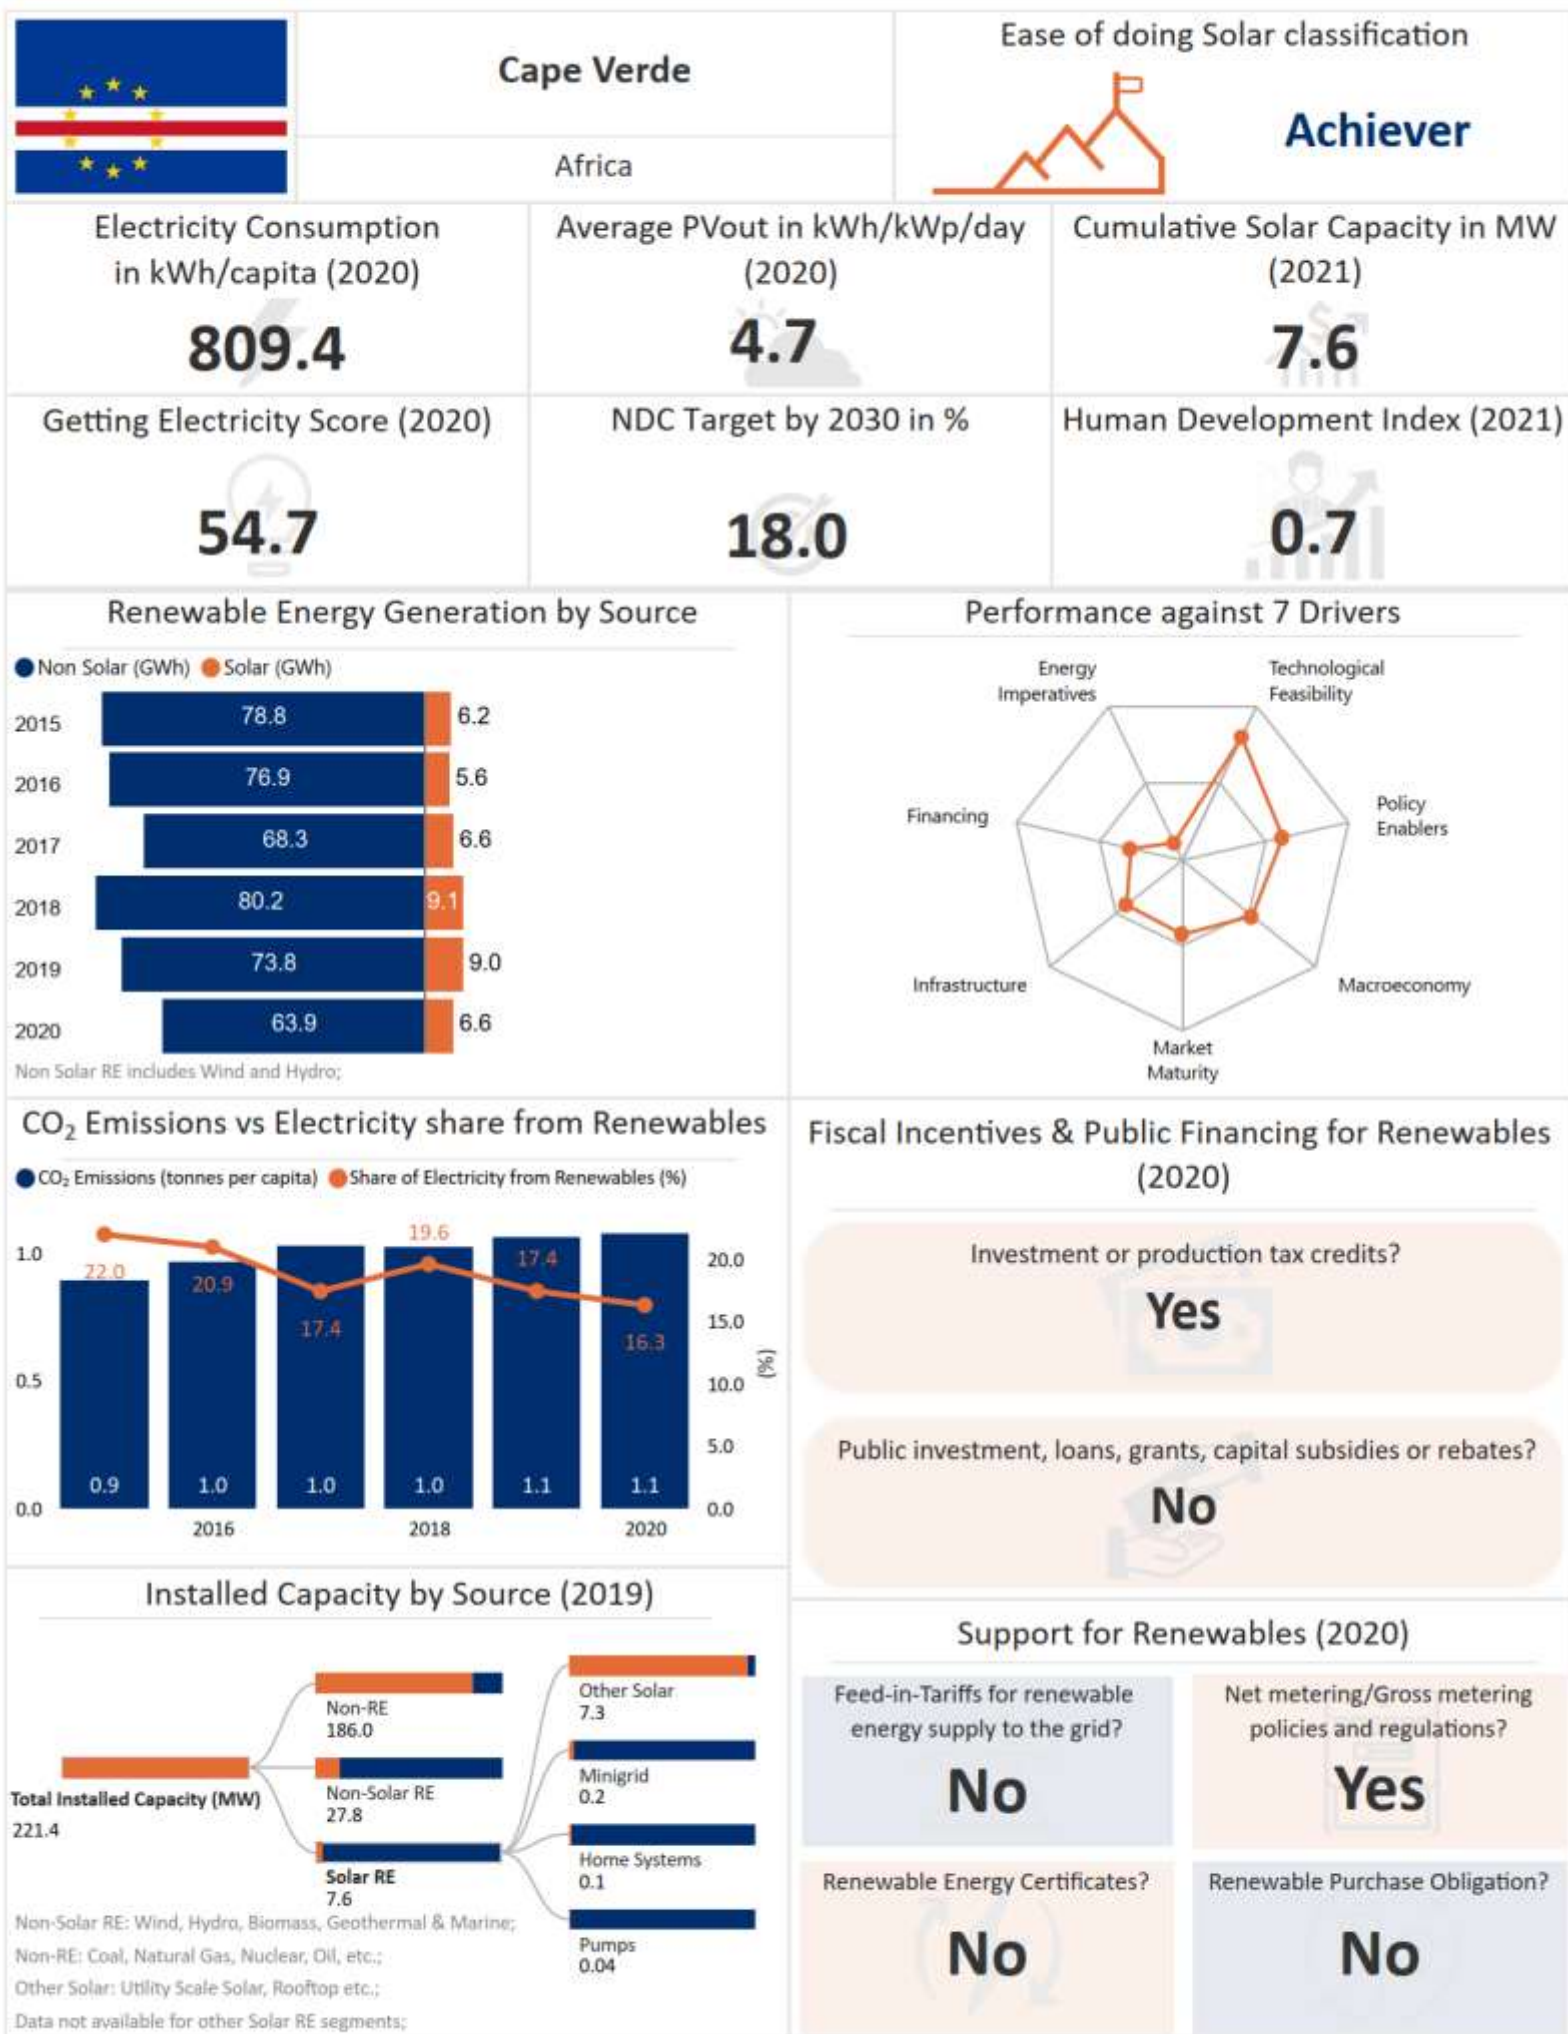 Cape Verde
Africa
Ease of doing Solar classification
Achiever
Electricity Consumption
in kWh/capita (2020)
809.4
Average PVout in kWh/kWp/day
(2020)
4.7
Cumulative Solar Capacity in MW
(2021)
7.6
Getting Electricity Score (2020)
54.7
NDC Target by 2030 in %
18.0
Human Development Index (2021)
0.7
Renewable Energy Generation by Source
Non Solar (GWh) Solar (GWh)
2015 78.8 6.2
2016 76.9 5.6
2017 68.3 6.6
2018 80.2 9.1
2019 73.8 9.0
2020 63.9 6.6
Non Solar RE includes Wind and Hydro;
Performance against 7 Drivers
Energy
Imperatives
Technological
Feasibility
Financing
Policy
Enablers
Infrastructure
Macroeconomy
Market
Maturity
CO₂ Emissions vs Electricity share from Renewables
CO₂ Emissions (tonnes per capita) Share of Electricity from Renewables (%)
1.0
0.5
0.0
22.0
20.9
17.4
19.6
17.4
16.3
0.9 1.0 1.0 1.0 1.1 1.1
2016 2018 2020
20.0
15.0
10.0
5.0
0.0
(%)
Fiscal Incentives & Public Financing for Renewables
(2020)
Investment or production tax credits?
Yes
Public investment, loans, grants, capital subsidies or rebates?
No
Installed Capacity by Source (2019)
Total Installed Capacity (MW)
221.4
Non-RE
186.0
Non-Solar RE
27.8
Solar RE
7.6
Other Solar
7.3
Minigrid
0.2
Home Systems
0.1
Pumps
0.04
Non-Solar RE: Wind, Hydro, Biomass, Geothermal & Marine;
Non-RE: Coal, Natural Gas, Nuclear, Oil, etc.;
Other Solar: Utility Scale Solar, Rooftop etc.;
Data not available for other Solar RE segments;
Support for Renewables (2020)
Feed-in-Tariffs for renewable
energy supply to the grid?
No
Net metering/Gross metering
policies and regulations?
Yes
Renewable Energy Certificates?
No
Renewable Purchase Obligation?
No